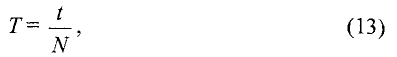 T = t/N , (13)